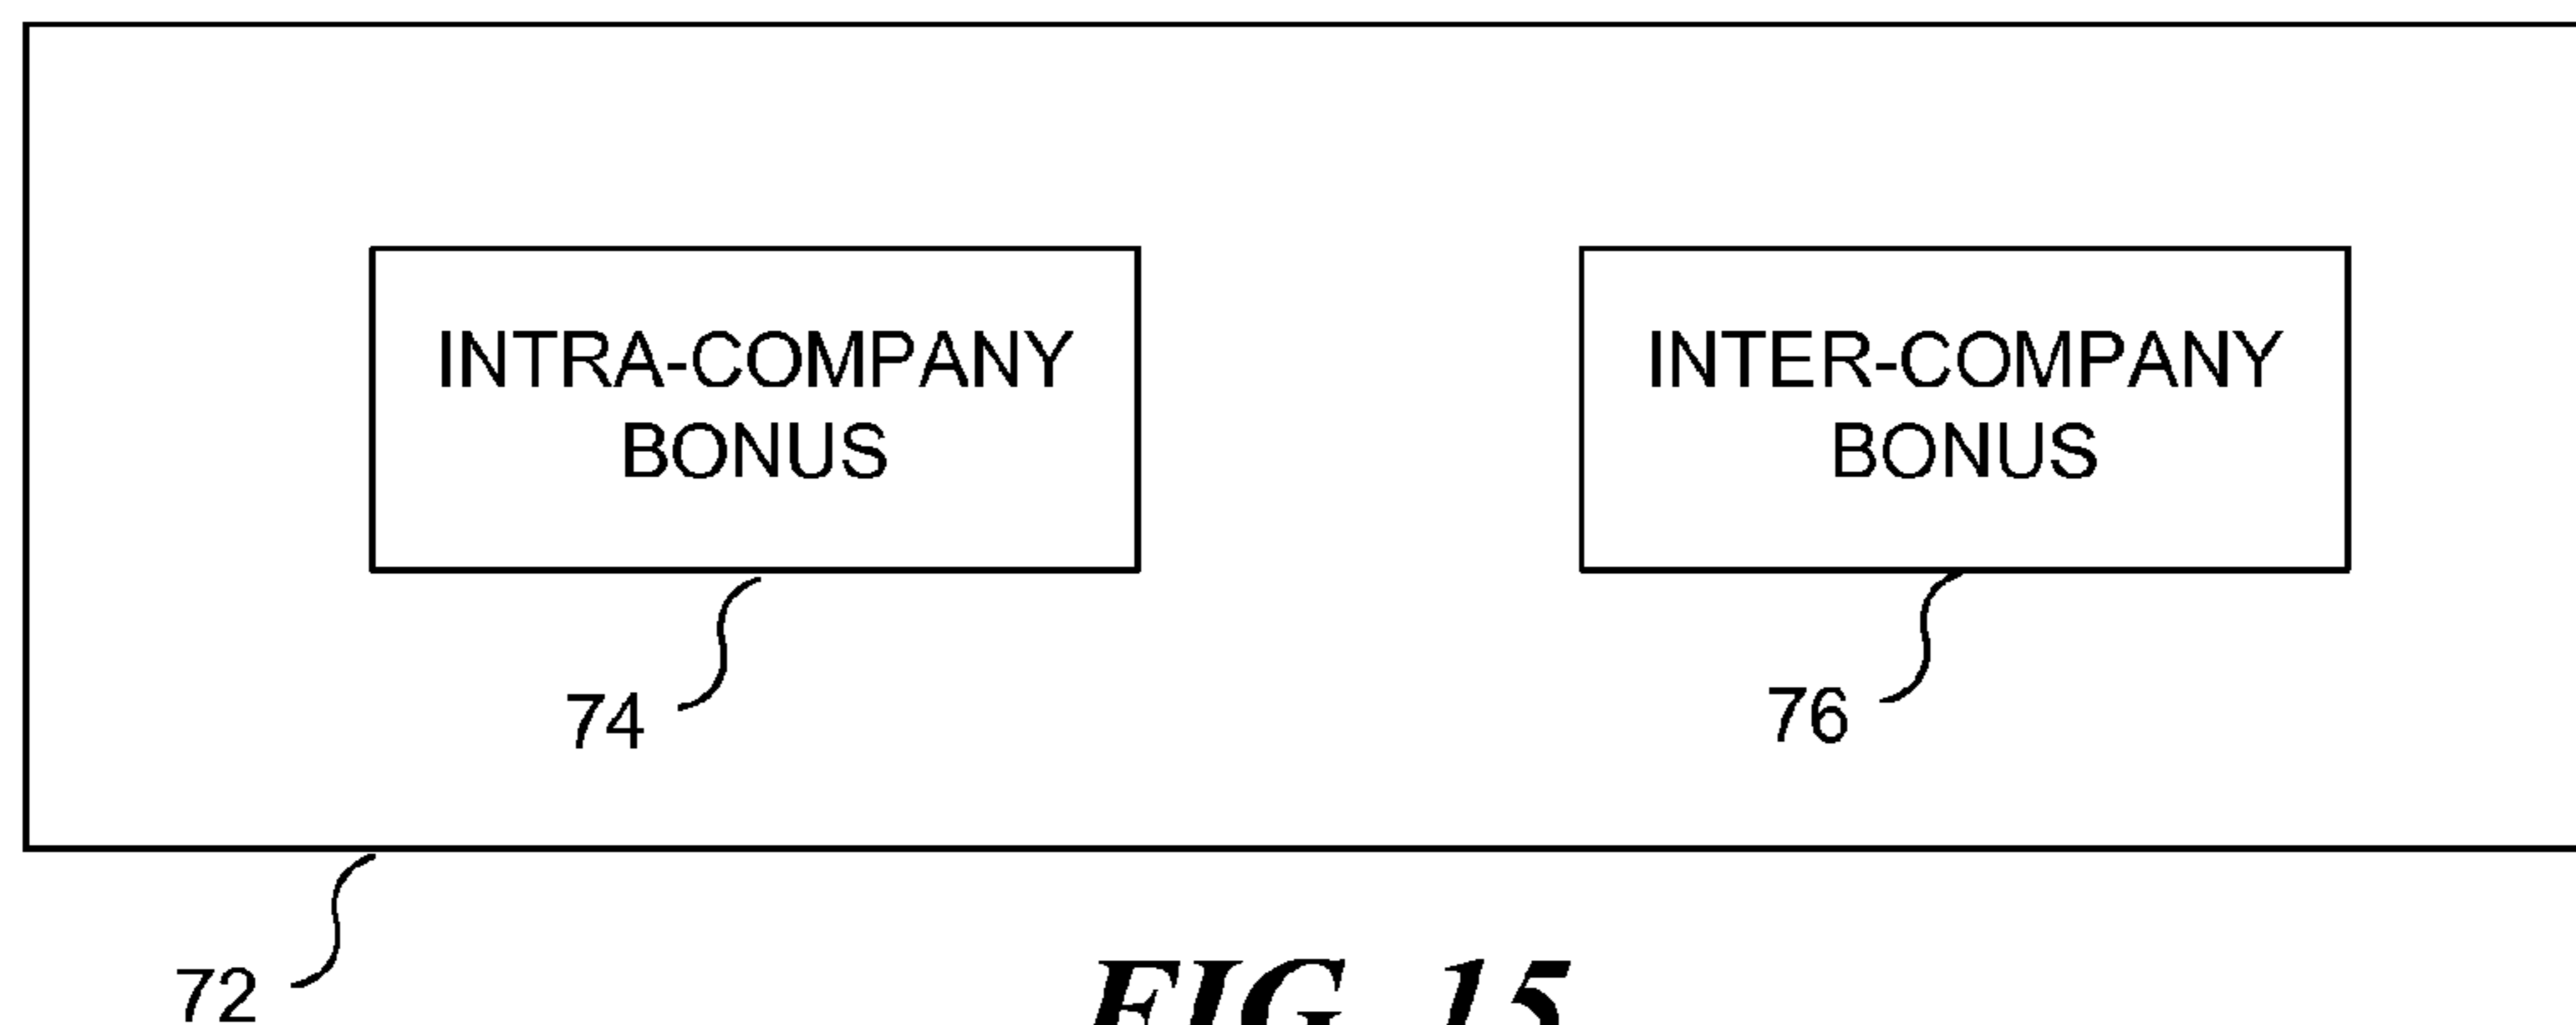 INTRA-COMPANY
BONUS
INTER-COMPANY
BONUS
74
76
72
FIG. 15